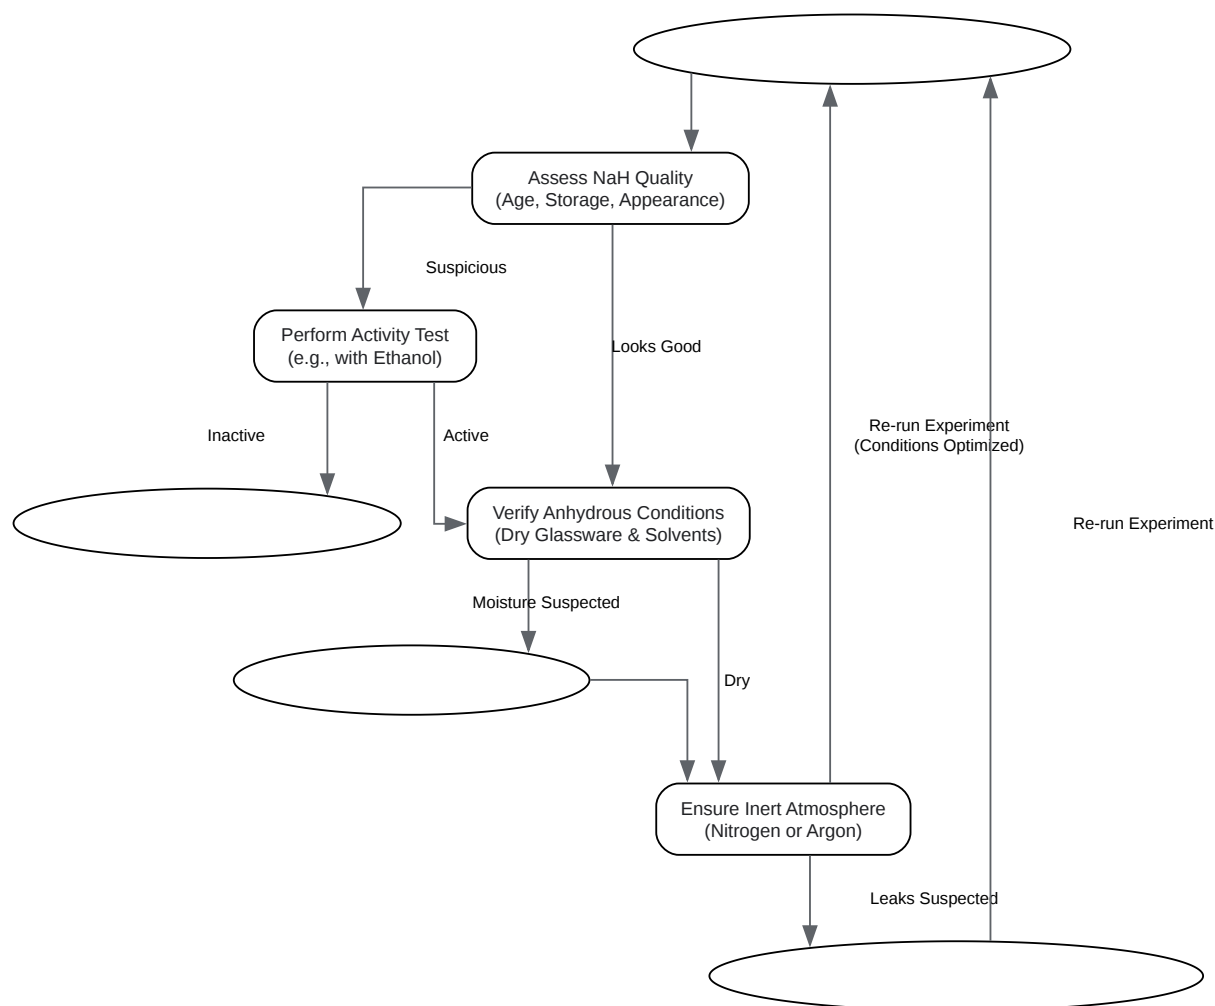 Assess NaH Quality
(Age, Storage, Appearance)
Suspicious
Perform Activity Test
(e.g., with Ethanol)
Looks Good
Inactive
Active
Re-run Experiment
(Conditions Optimized)
Verify Anhydrous Conditions
(Dry Glassware & Solvents)
Re-run Experiment
Moisture Suspected
Dry
Ensure Inert Atmosphere
(Nitrogen or Argon)
Leaks Suspected